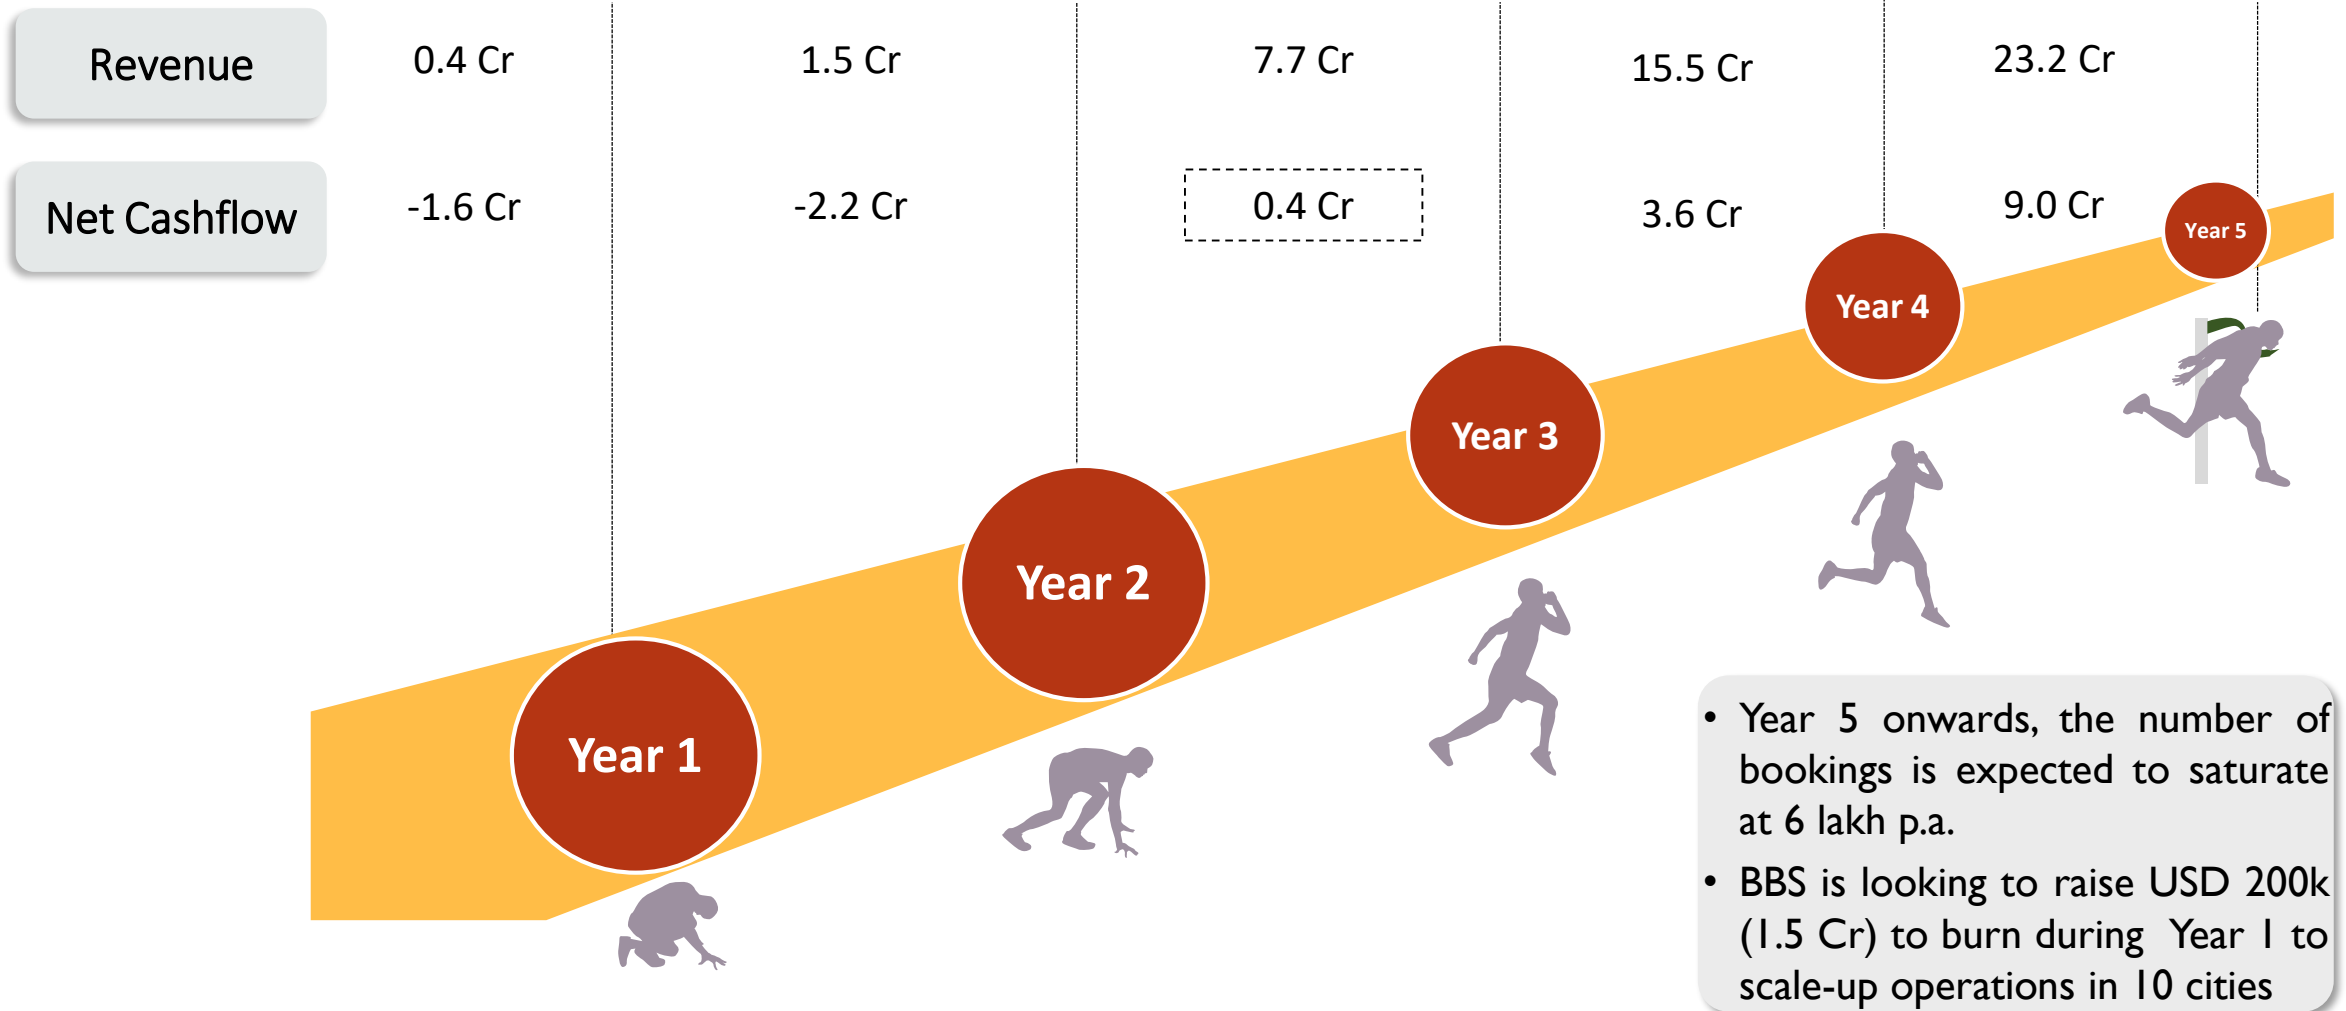 Revenue 0.4 Cr 1.5 Cr 7.7 Cr 15.5 Cr 23.2 Cr
Net Cashflow -1.6 Cr -2.2 Cr 0.4 Cr 3.6 Cr 9.0 Cr
Year 5
Year 4
Year 3
Year 2
Year 1
• Year 5 onwards, the number of
bookings is expected to saturate
at 6 lakh p.a.
• BBS is looking to raise USD 200k
(1.5 Cr) to burn during Year 1 to
scale-up operations in 10 cities